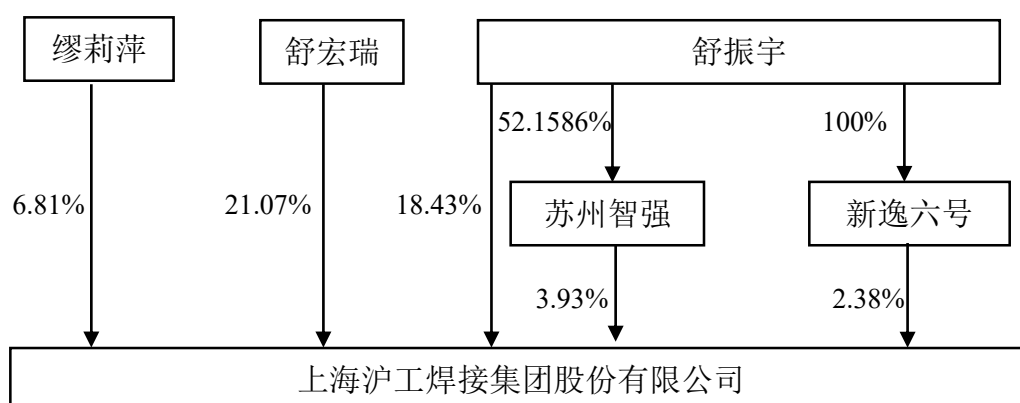 缪莉萍
舒宏瑞
舒振宇
52.1586%
100%
6.81%
21.07%
18.43%
苏州智强
新逸六号
3.93%
2.38%
上海沪工焊接集团股份有限公司